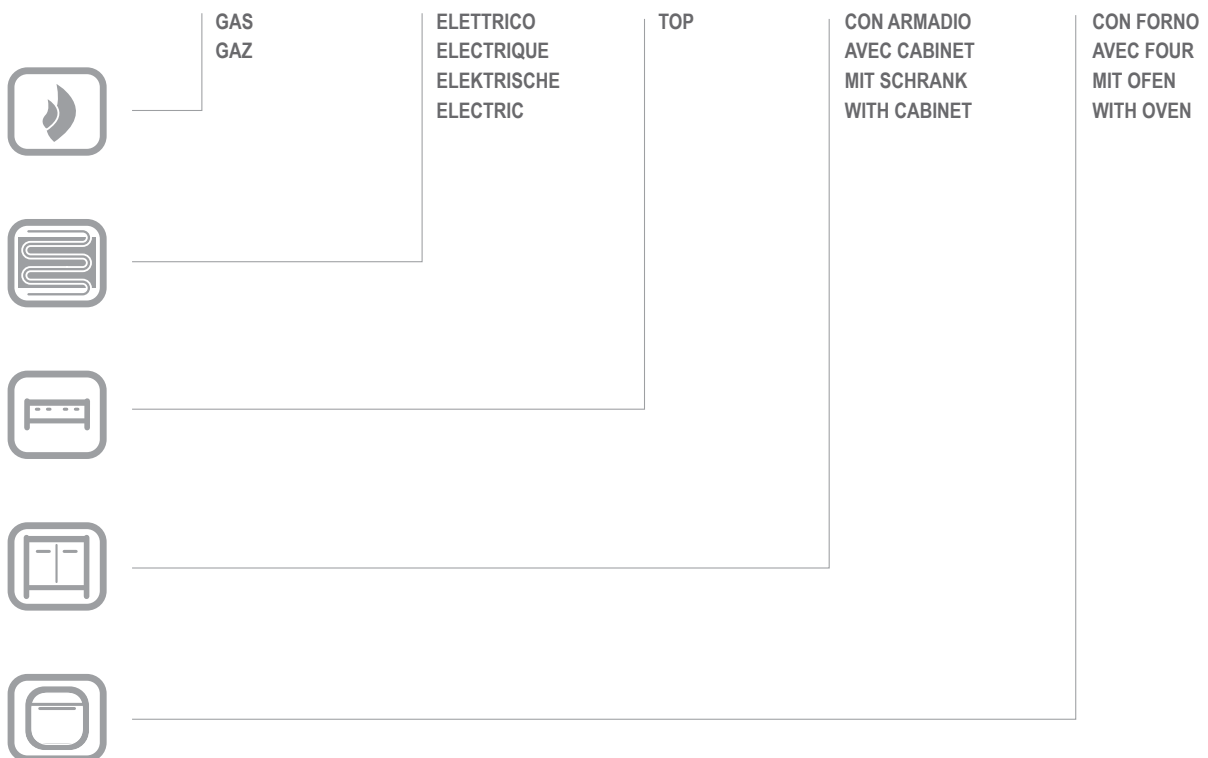 GAS
GAZ
ELETTRICO
ELECTRIQUE
ELEKTRISCHE
ELECTRIC
TOP
CON ARMADIO
AVEC CABINET
MIT SCHRANK
WITH CABINET
CON FORNO
AVEC FOUR
MIT OFEN
WITH OVEN